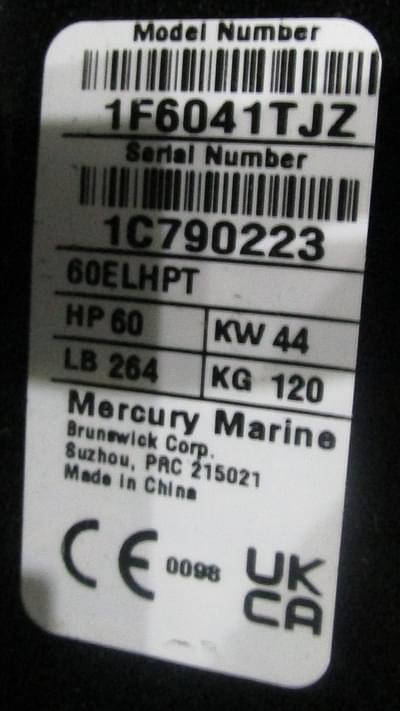 Model Number
1F6041TJZ
Serial Number
1C790223
60ELHPT
HP 60 KW 44
LB 264 KG 120
Mercury Marine
Brunswick Corp.
Suzhou, PRC 215021
Made in China
CE 0098 UK
CA